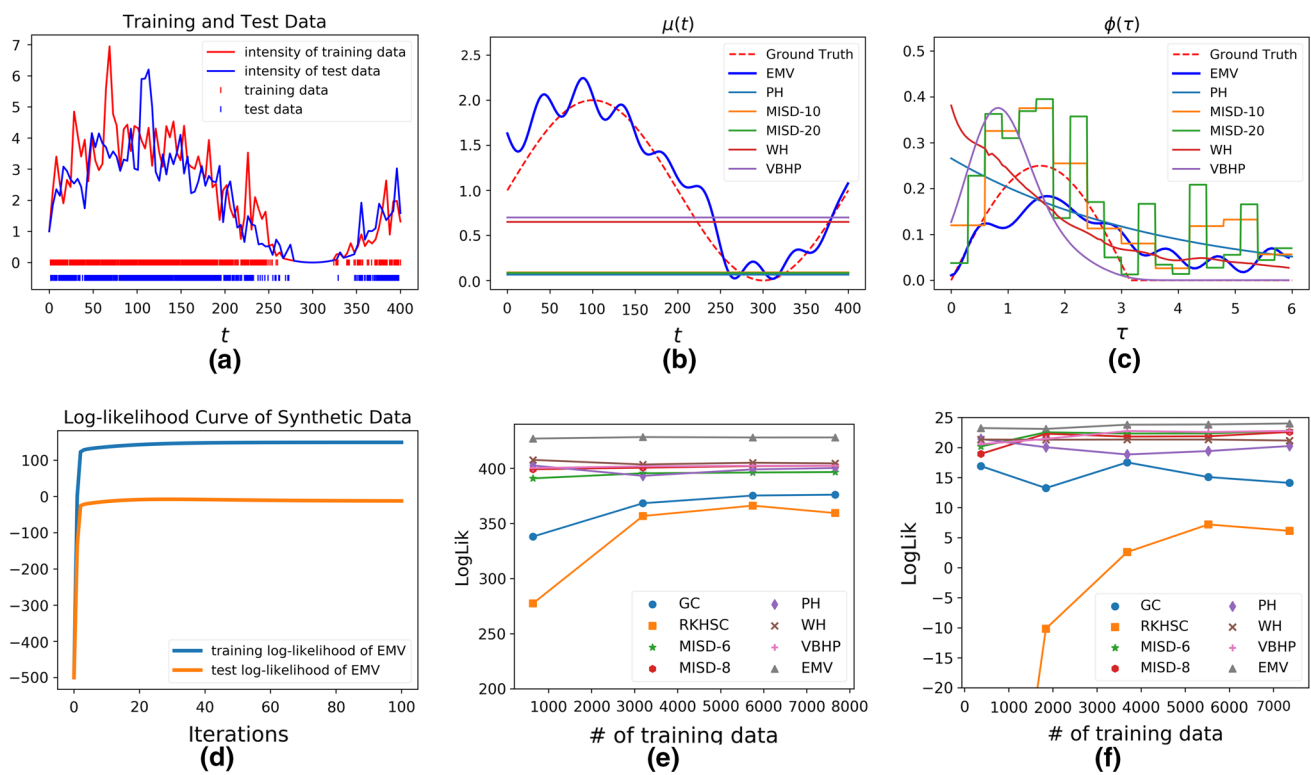 Training and Test Data
7
6
5
4
3
2
1
0
intensity of training data
intensity of test data
training data
test data
0 50 100 150 200 250 300 350 400
t
(a)
μ(t)
2.5
2.0
1.5
1.0
0.5
0.0
Ground Truth
EMV
PH
MISD-10
MISD-20
WH
VBHP
0 50 100 150 200 250 300 350 400
t
(b)
ϕ(τ)
0.5
0.4
0.3
0.2
0.1
0.0
Ground Truth
EMV
PH
MISD-10
MISD-20
WH
VBHP
0 1 2 3 4 5 6
τ
(c)
Log-likelihood Curve of Synthetic Data
100
0
−100
−200
−300
−400
−500
training log-likelihood of EMV
test log-likelihood of EMV
0 20 40 60 80 100
Iterations
(d)
LogLik
400
350
300
250
200
GC PH
RKHSC WH
MISD-6 VBHP
MISD-8 EMV
1000 2000 3000 4000 5000 6000 7000 8000
# of training data
(e)
LogLik
25
20
15
10
5
0
−5
−10
−15
−20
GC PH
RKHSC WH
MISD-6 VBHP
MISD-8 EMV
0 1000 2000 3000 4000 5000 6000 7000
# of training data
(f)